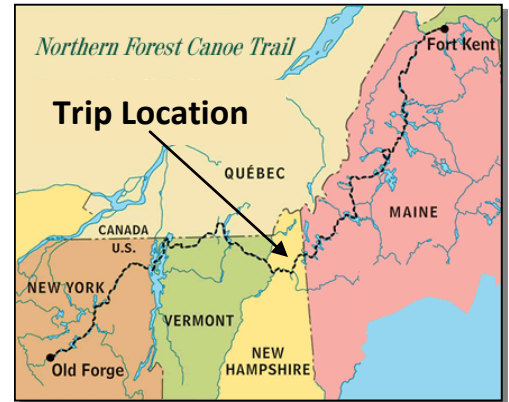 Northern Forest Canoe Trail
Fort Kent
Trip Location
QUÉBEC
MAINE
CANADA
U.S.
NEW YORK
VERMONT
NEW
HAMPSHIRE
Old Forge